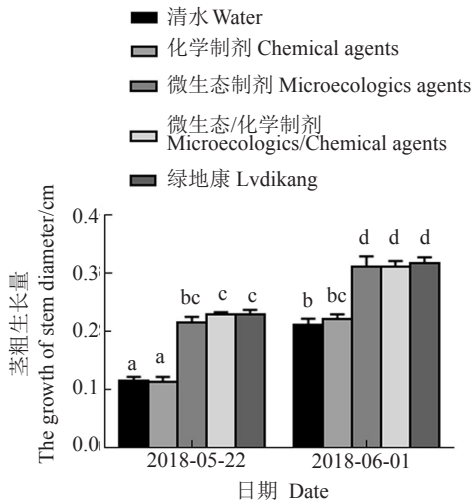 清水 Water
化学制剂 Chemical agents
微生态制剂 Microecologics agents
微生态/化学制剂
Microecologics/Chemical agents
绿地康 Lvdikang
茎粗生长量
The growth of stem diameter/cm
0.4
0.3
0.2
0.1
0.0
a a bc c c b bc d d d
2018-05-22 2018-06-01
日期 Date